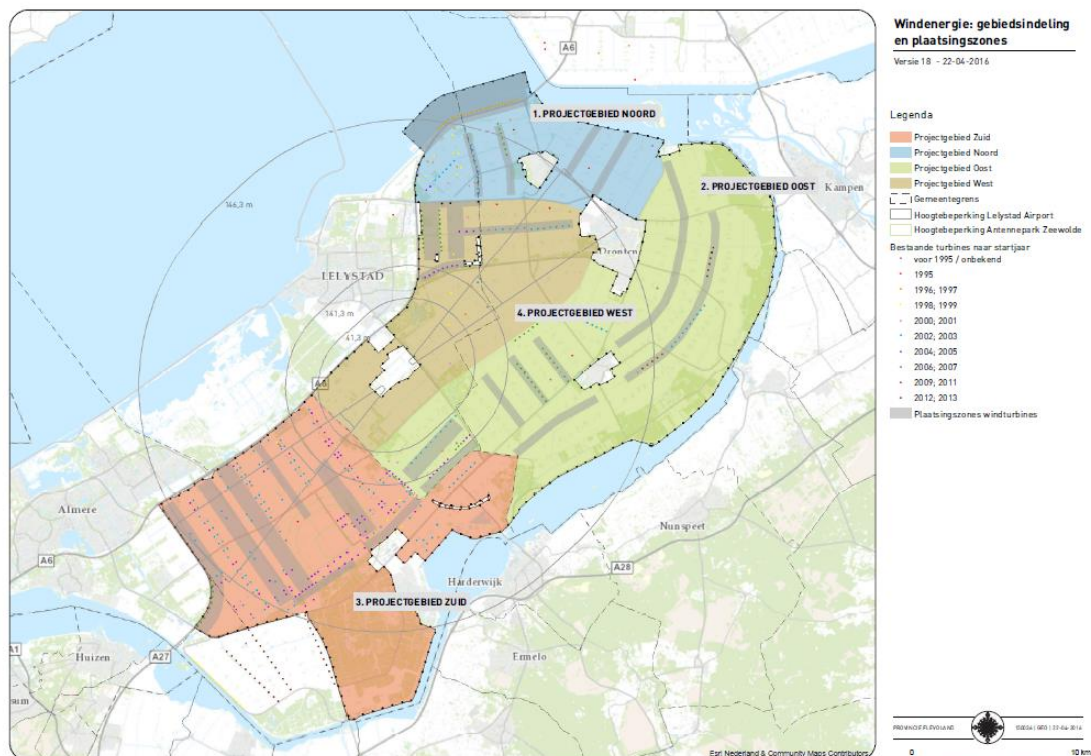 Windenergie: gebiedsindeling
en plaatsingszones
Versie 18 - 22-04-2016
Legenda
Projectgebied Zuid
Projectgebied Noord
Projectgebied Oost
Projectgebied West
Gemeentegrens
Hoogtebeperking Lelystad Airport
Hoogtebeperking Antennepark Zeewolde
Bestaande turbines naar startjaar
voor 1995 / onbekend
1995
1996; 1997
1998; 1999
2000; 2001
2002; 2003
2004; 2005
2006; 2007
2009; 2011
2012; 2013
Plaatsingszones windturbines
A6
1. PROJECTGEBIED NOORD
2. PROJECTGEBIED OOST
Kampen
146,3 m
Dronten
LELYSTAD
141,3 m
4. PROJECTGEBIED WEST
41,3 m
A6
Almere
Nunspeet
A6
A28
Harderwijk
3. PROJECTGEBIED ZUID
A1
Huizen
A27
Ermelo
sum
Esri Nederland & Community Maps Contributors
PROVINCIE FLEVOLAND
0
10 km